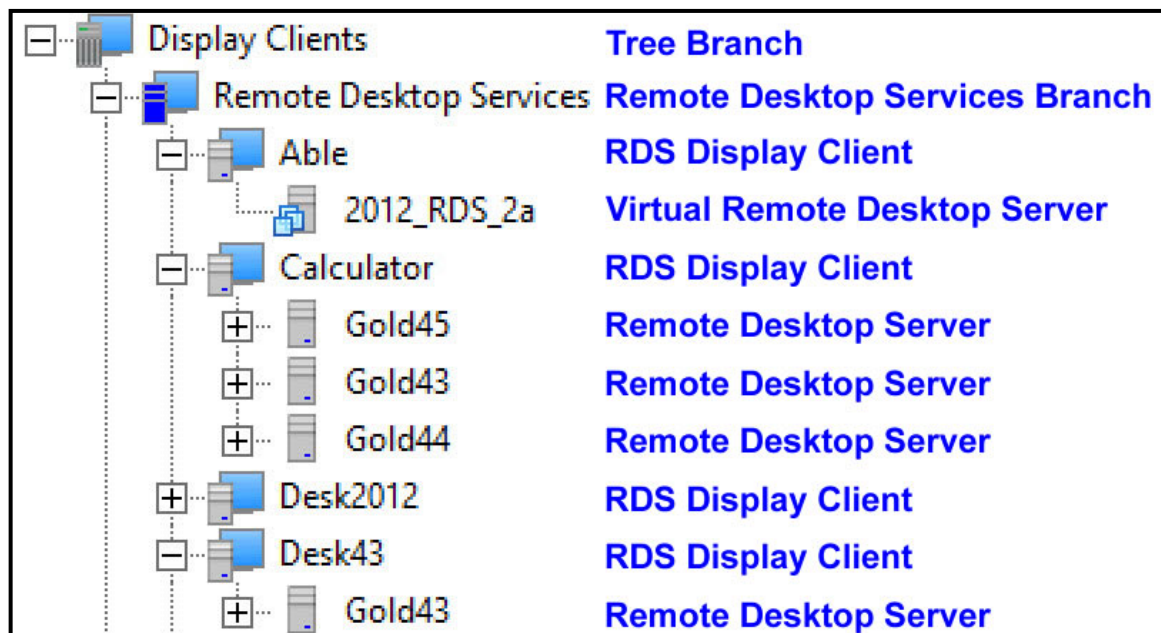 Display Clients Tree Branch
Remote Desktop Services Remote Desktop Services Branch
Able RDS Display Client
2012_RDS_2a Virtual Remote Desktop Server
Calculator RDS Display Client
Gold45 Remote Desktop Server
Gold43 Remote Desktop Server
Gold44 Remote Desktop Server
Desk2012 RDS Display Client
Desk43 RDS Display Client
Gold43 Remote Desktop Server